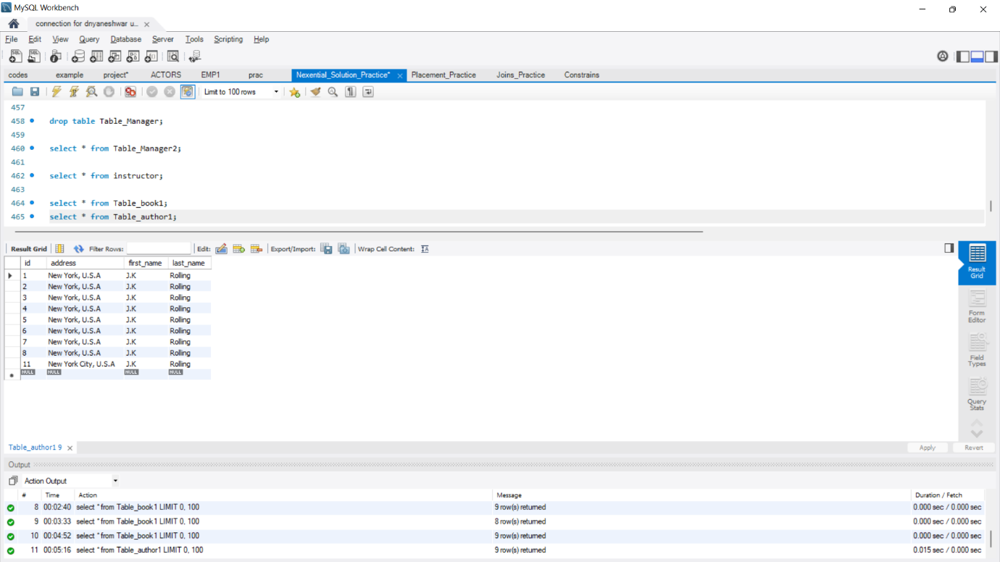 MySQL Workbench
connection for dnyaneshwar u...
File Edit View Query Database Server Tools Scripting Help
codes example project* ACTORS EMP1 prac Nexential_Solution_Practice* Placement_Practice Joins_Practice Constrains
Limit to 100 rows
457
458 drop table Table_Manager;
459
460 select * from Table_Manager2;
461
462 select * from instructor;
463
464 select * from Table_book1;
465 select * from Table_author1;
Result Grid Filter Rows: Edit: Export/Import: Wrap Cell Content:
id address first_name last_name
1 New York, U.S.A J.K Rolling
2 New York, U.S.A J.K Rolling
3 New York, U.S.A J.K Rolling
4 New York, U.S.A J.K Rolling
5 New York, U.S.A J.K Rolling
6 New York, U.S.A J.K Rolling
7 New York, U.S.A J.K Rolling
8 New York, U.S.A J.K Rolling
11 New York City, U.S.A J.K Rolling
NULL NULL NULL NULL
Result
Grid
Form
Editor
Field
Types
Query
Stats
Table_author1 9 Apply Revert
Output
Action Output
# Time Action Message Duration / Fetch
8 00:02:40 select * from Table_book1 LIMIT 0, 100 9 row(s) returned 0.000 sec / 0.000 sec
9 00:03:33 select * from Table_book1 LIMIT 0, 100 8 row(s) returned 0.000 sec / 0.000 sec
10 00:04:52 select * from Table_book1 LIMIT 0, 100 9 row(s) returned 0.000 sec / 0.000 sec
11 00:05:16 select * from Table_author1 LIMIT 0, 100 9 row(s) returned 0.015 sec / 0.000 sec